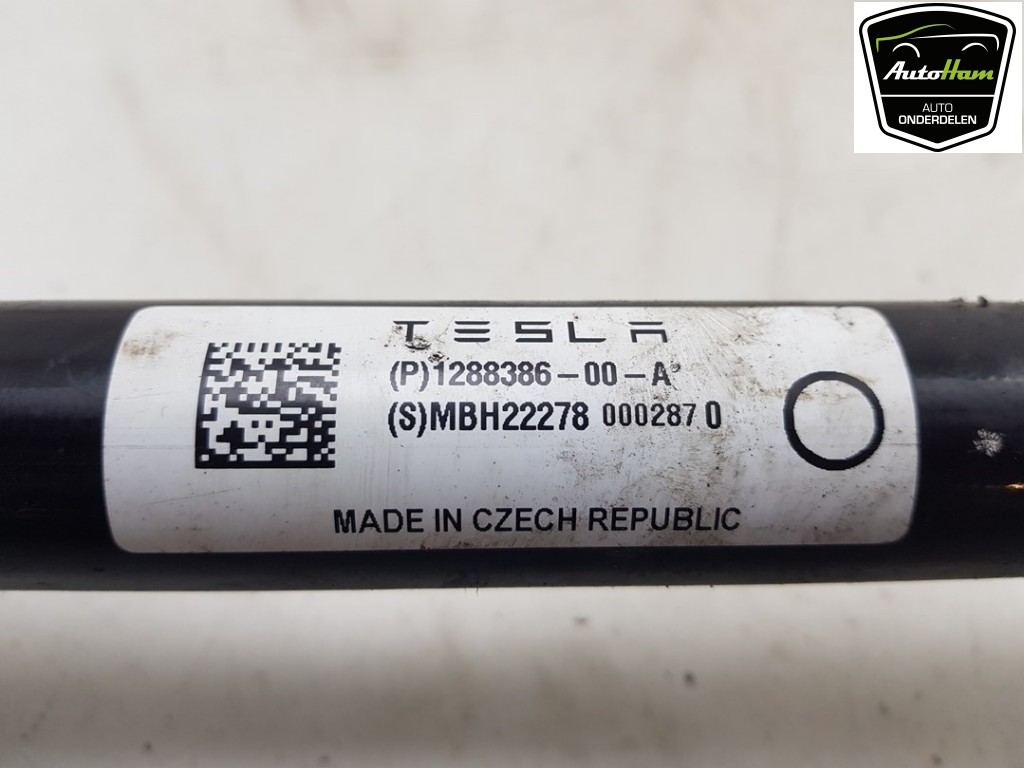 AutoHam
AUTO
ONDERDELEN
TESLA
(P)1288386-00-A
(S)MBH22278 000287 0
MADE IN CZECH REPUBLIC